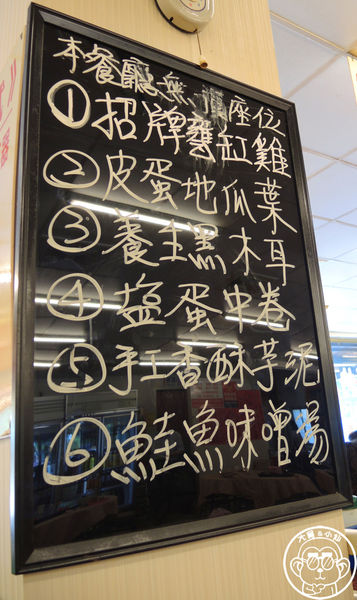 本餐廳無預座位
①招牌甕缸雞
②皮蛋地瓜葉
③養生黑木耳
④塩蛋中卷
⑤手工香酥芋泥
⑥鮭魚味噌湯